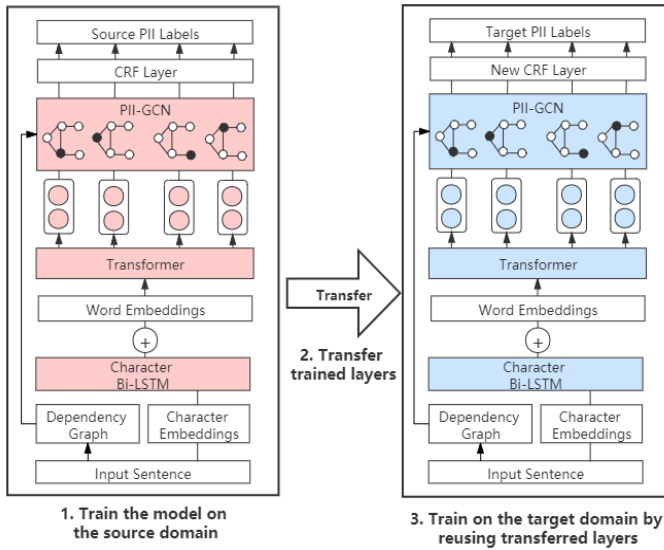 Source PII Labels
CRF Layer
PII-GCN
Transformer
Word Embeddings
+
Character
Bi-LSTM
Dependency
Graph
Character
Embeddings
Input Sentence
1. Train the model on
the source domain
Transfer
2. Transfer
trained layers
Target PII Labels
New CRF Layer
PII-GCN
Transformer
Word Embeddings
+
Character
Bi-LSTM
Dependency
Graph
Character
Embeddings
Input Sentence
3. Train on the target domain by
reusing transferred layers